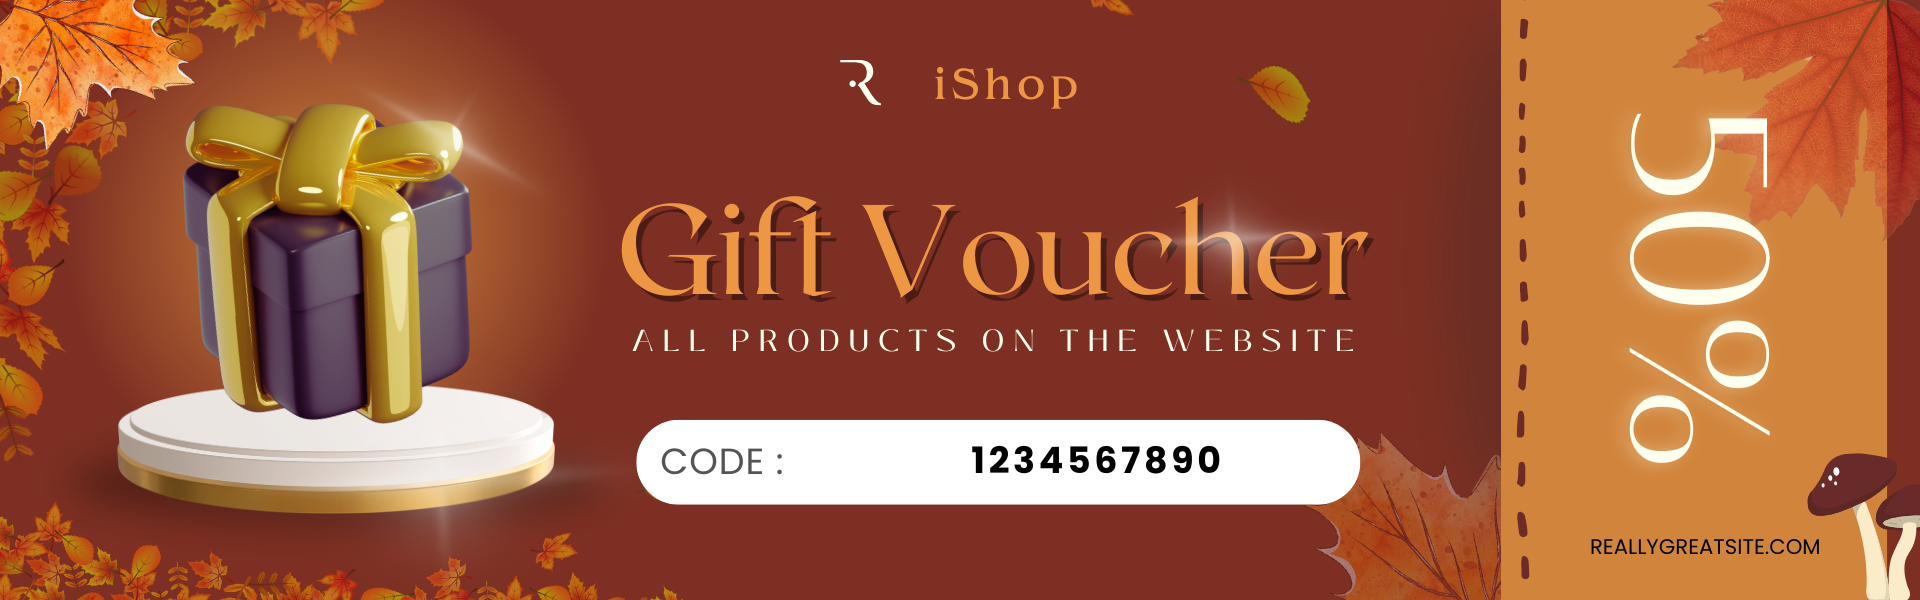 R iShop
Gift Voucher
ALL PRODUCTS ON THE WEBSITE
CODE : 1234567890
50%
REALLYGREATSITE.COM